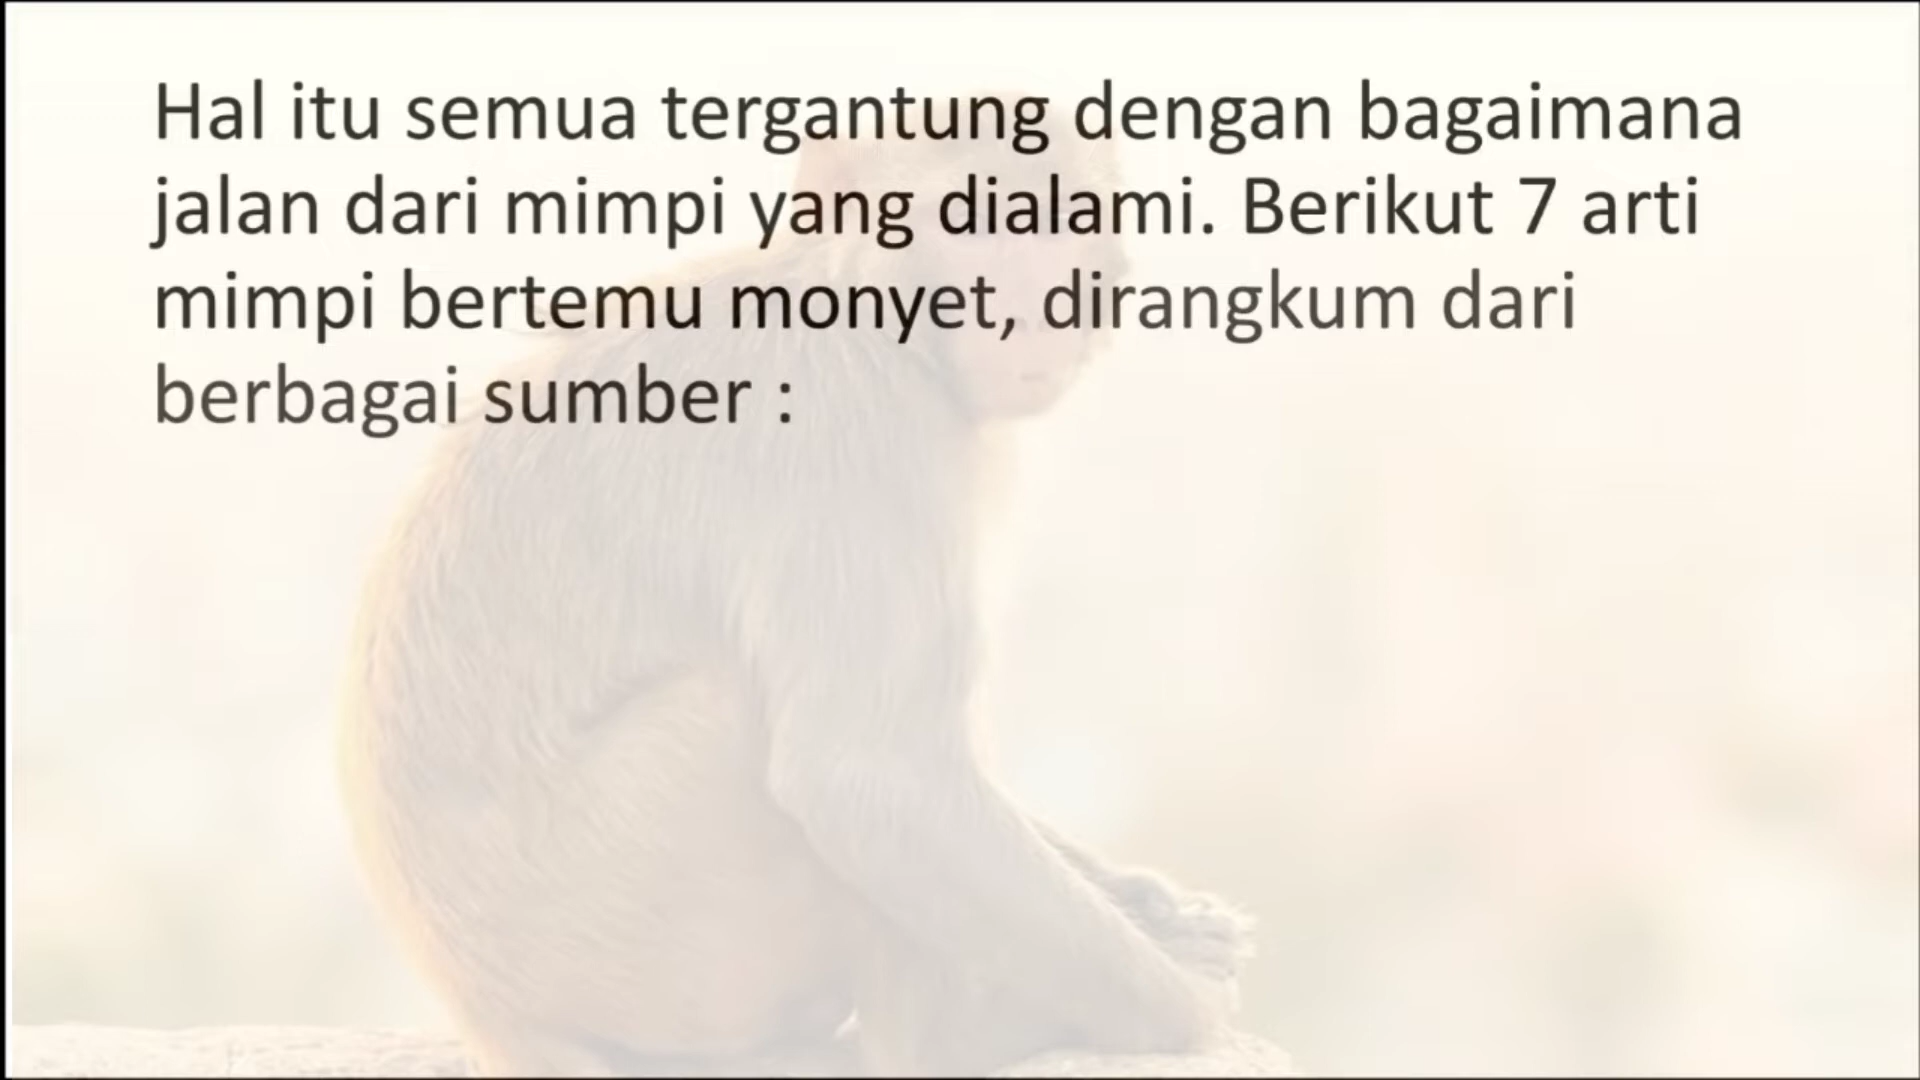 Hal itu semua tergantung dengan bagaimana
jalan dari mimpi yang dialami. Berikut 7 arti
mimpi bertemu monyet, dirangkum dari
berbagai sumber :